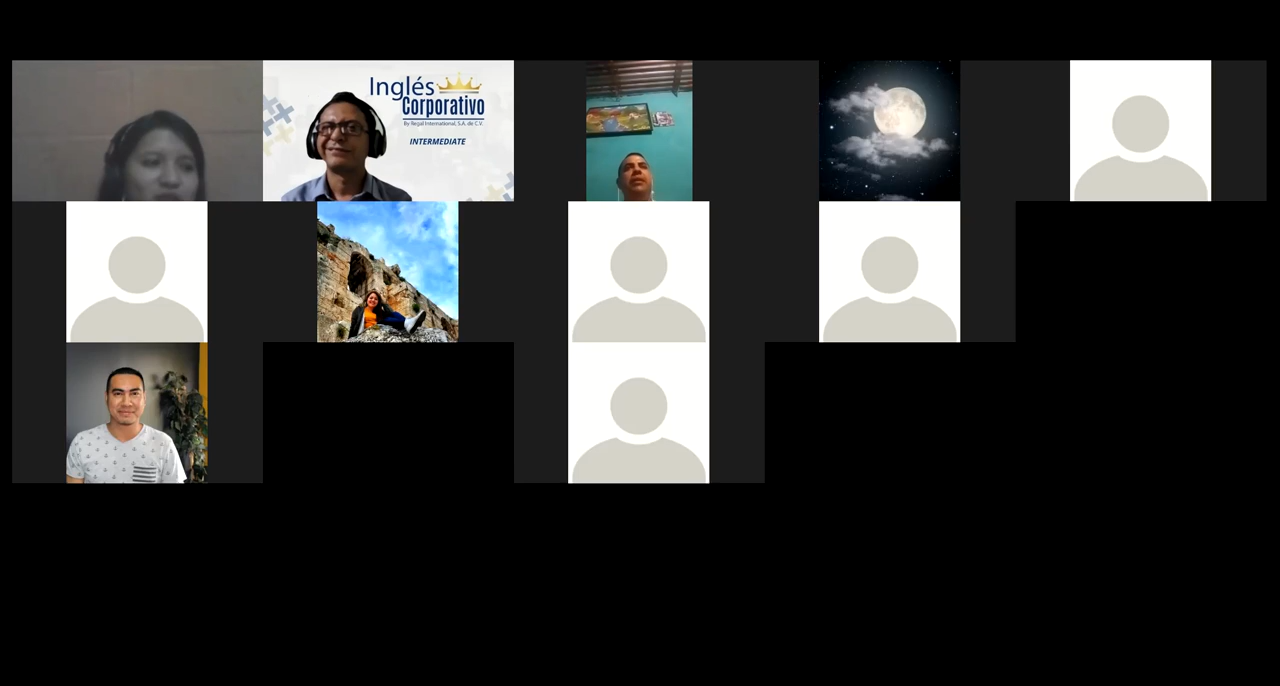 Inglés
Corporativo
By Regal International, S.A. de C.V.
INTERMEDIATE